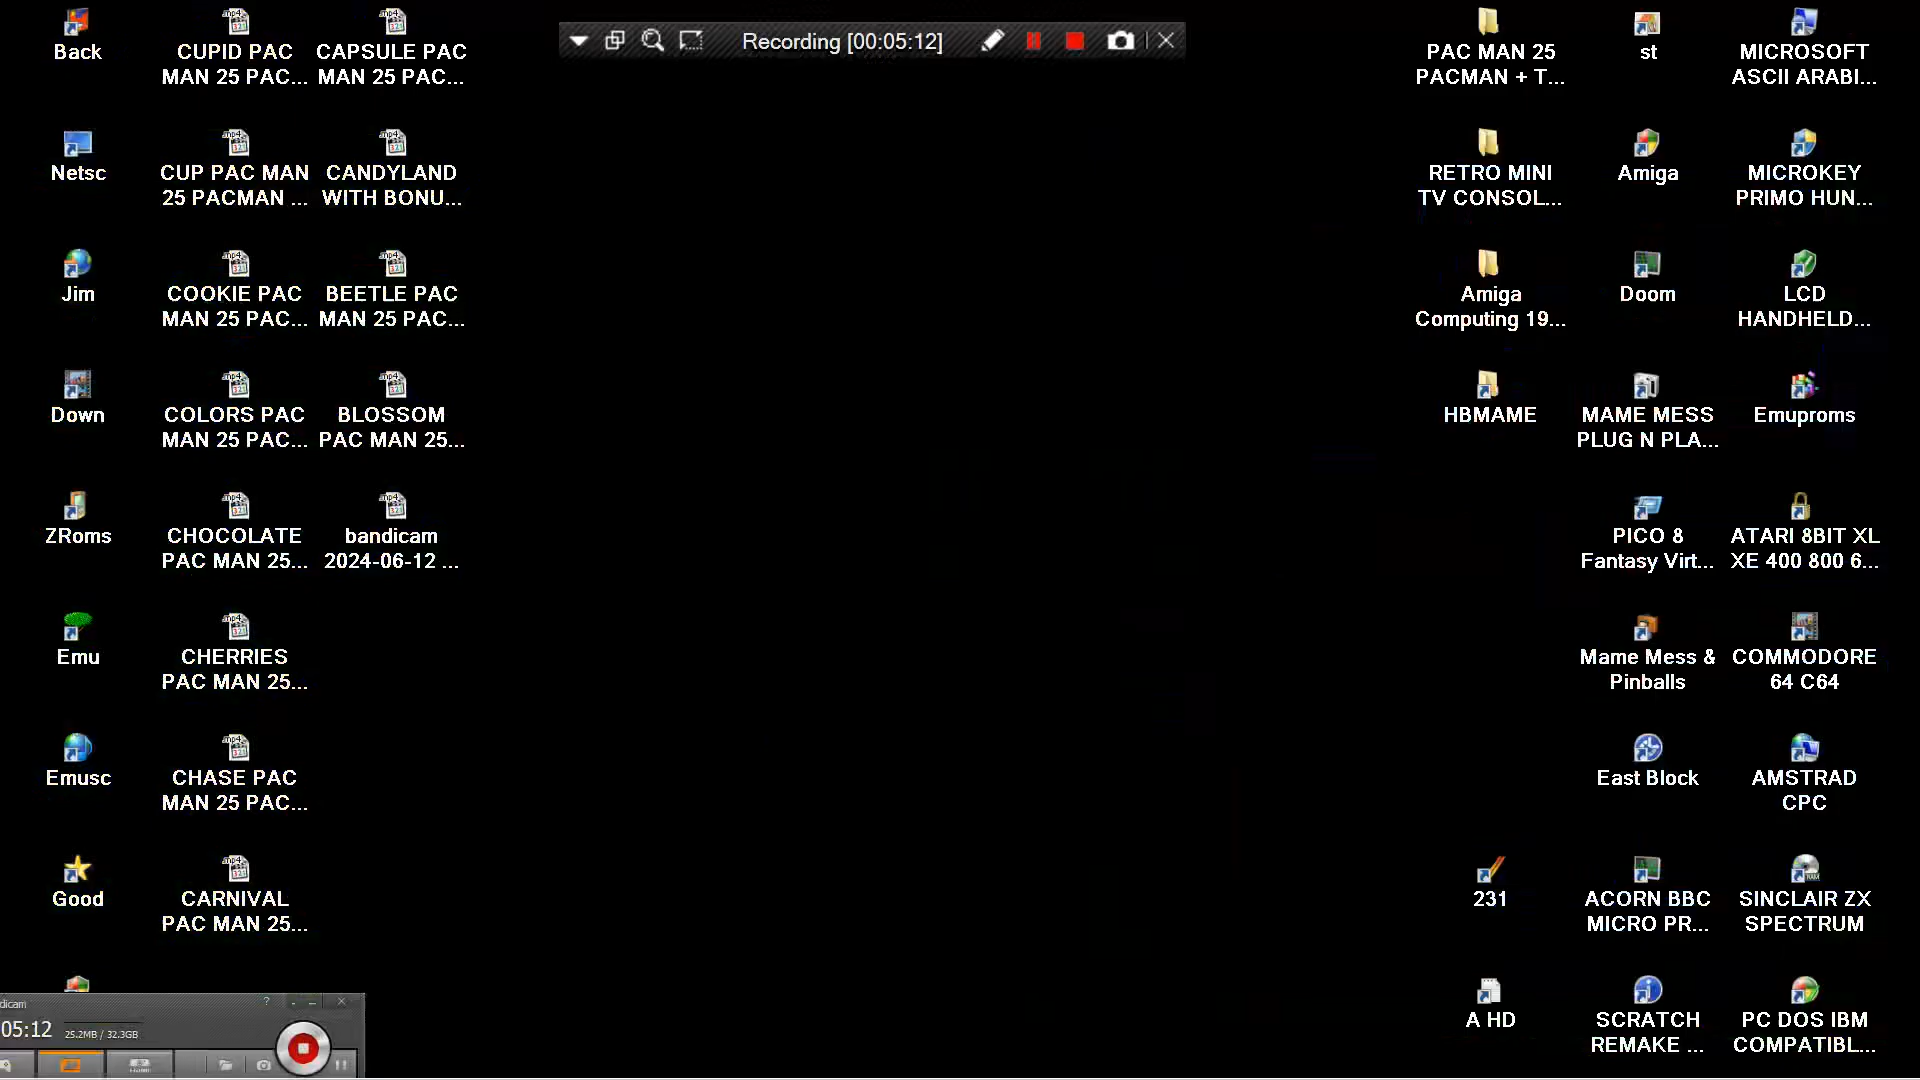 Recording [00:05:12]
Back
Netsc
Jim
Down
ZRoms
Emu
Emusc
Good
CUPID PAC
MAN 25 PAC...
CUP PAC MAN
25 PACMAN ...
COOKIE PAC
MAN 25 PAC...
COLORS PAC
MAN 25 PAC...
CHOCOLATE
PAC MAN 25...
CHERRIES
PAC MAN 25...
CHASE PAC
MAN 25 PAC...
CARNIVAL
PAC MAN 25...
CAPSULE PAC
MAN 25 PAC...
CANDYLAND
WITH BONU...
BEETLE PAC
MAN 25 PAC...
BLOSSOM
PAC MAN 25...
bandicam
2024-06-12 ...
PAC MAN 25
PACMAN + T...
RETRO MINI
TV CONSOL...
Amiga
Computing 19...
HBMAME
231
A HD
st
Amiga
Doom
MAME MESS
PLUG N PLA...
PICO 8
Fantasy Virt...
Mame Mess &
Pinballs
East Block
ACORN BBC
MICRO PR...
SCRATCH
REMAKE ...
MICROSOFT
ASCII ARABI...
MICROKEY
PRIMO HUN...
LCD
HANDHELD...
Emuproms
ATARI 8BIT XL
XE 400 800 6...
COMMODORE
64 C64
AMSTRAD
CPC
SINCLAIR ZX
SPECTRUM
PC DOS IBM
COMPATIBL...
dicam
05:12 25.2MB / 32.3GB